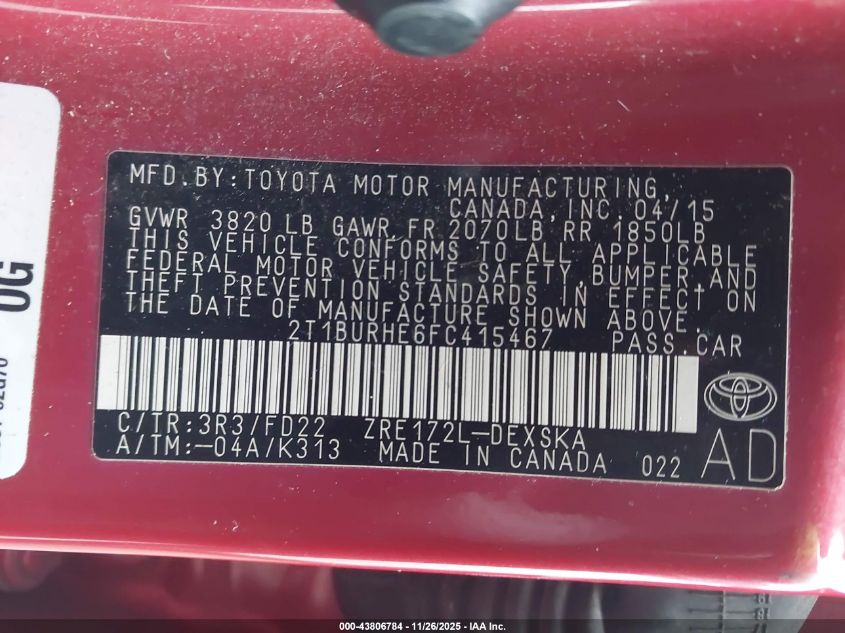 MFD.BY:TOYOTA MOTOR MANUFACTURING,
CANADA, INC. 04/15
GVWR 3820 LB GAWR FR 2070LB RR 1850LB
THIS VEHICLE CONFORMS TO ALL APPLICABLE
FEDERAL MOTOR VEHICLE SAFETY, BUMPER, AND
THEFT PREVENTION STANDARDS IN EFFECT ON
THE DATE OF MANUFACTURE SHOWN ABOVE.
2T1BURHE6FC415467 PASS.CAR
C/TR:3R3/FD22 ZRE172L-DEXSKA
A/TM:-04A/K313 MADE IN CANADA 022
AD
OG
000-43806784 - 11/26/2025 - IAA Inc.